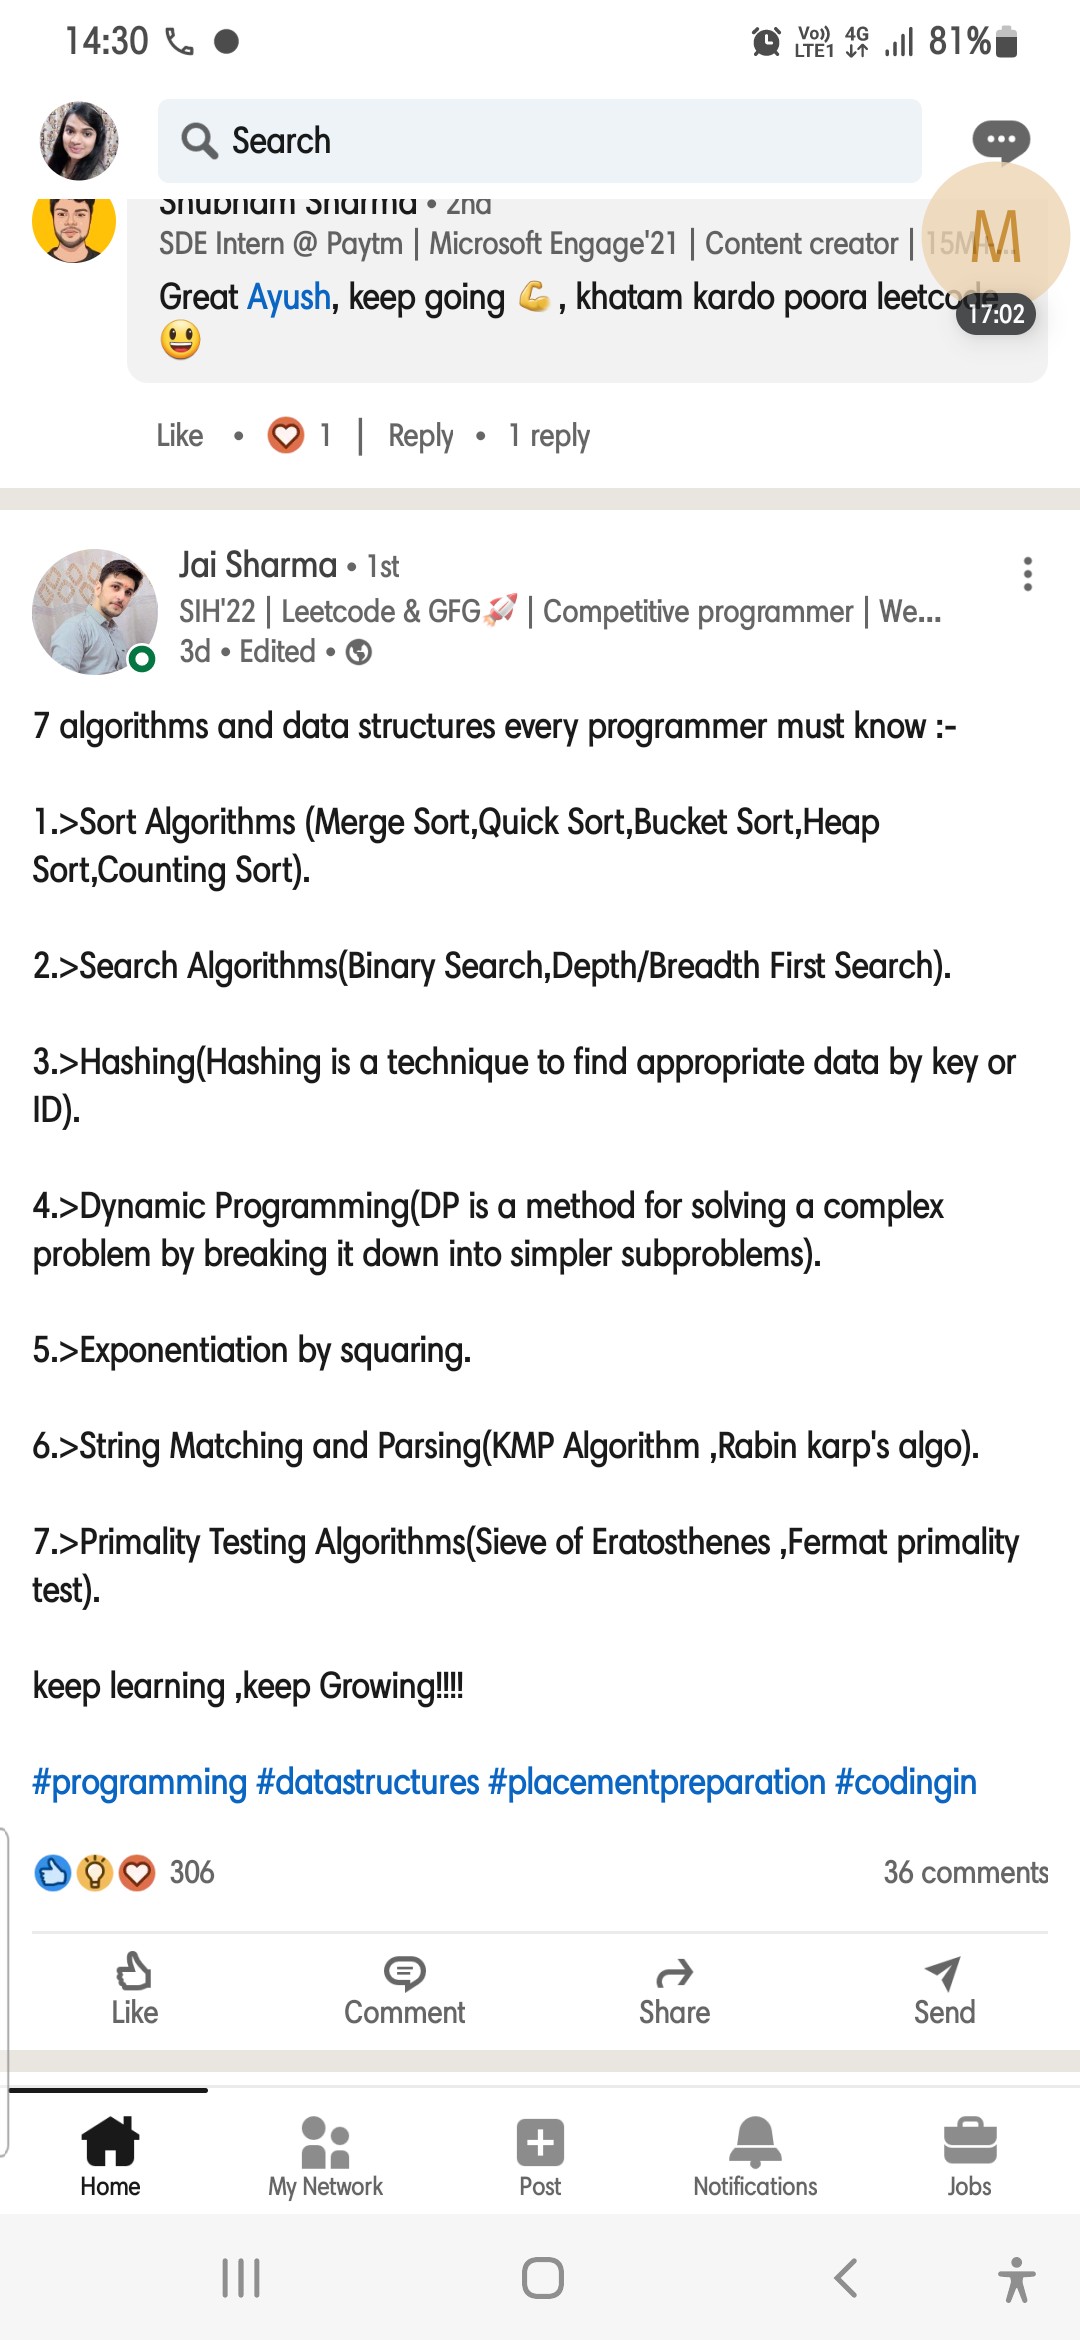 14:30
Vo)) LTE1 4G 81%
Search
Shubham Sharma • 2nd
SDE Intern @ Paytm | Microsoft Engage'21 | Content creator |
M
Great Ayush, keep going 💪, khatam kardo poora leetcode
17:02
😃
Like • 1 | Reply • 1 reply
Jai Sharma • 1st
SIH'22 | Leetcode & GFG🚀 | Competitive programmer | We...
3d • Edited •
7 algorithms and data structures every programmer must know :-
1.>Sort Algorithms (Merge Sort,Quick Sort,Bucket Sort,Heap
Sort,Counting Sort).
2.>Search Algorithms(Binary Search,Depth/Breadth First Search).
3.>Hashing(Hashing is a technique to find appropriate data by key or
ID).
4.>Dynamic Programming(DP is a method for solving a complex
problem by breaking it down into simpler subproblems).
5.>Exponentiation by squaring.
6.>String Matching and Parsing(KMP Algorithm ,Rabin karp's algo).
7.>Primality Testing Algorithms(Sieve of Eratosthenes ,Fermat primality
test).
keep learning ,keep Growing!!!!
#programming #datastructures #placementpreparation #codingin
306 36 comments
Like Comment Share Send
Home My Network Post Notifications Jobs